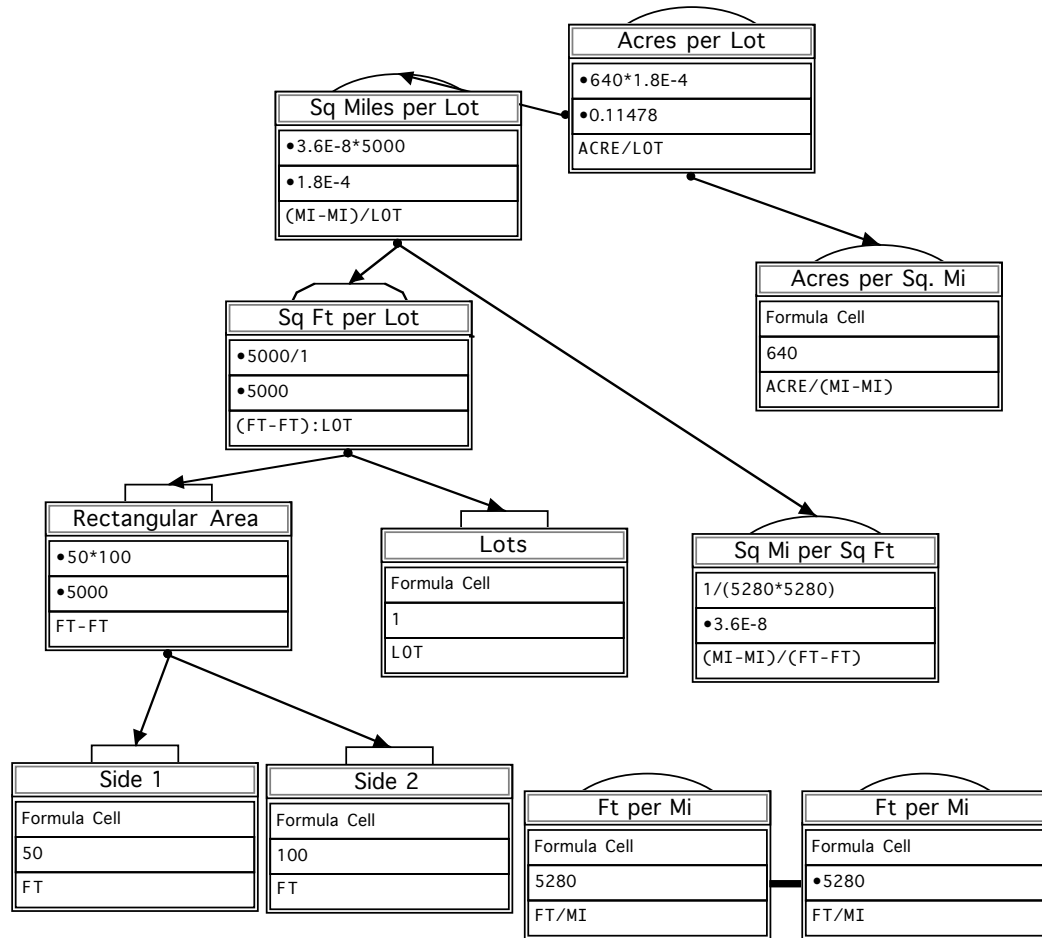 Acres per Lot
•640*1.8E-4
•0.11478
ACRE/LOT
Sq Miles per Lot
•3.6E-8*5000
•1.8E-4
(MI-MI)/LOT
Acres per Sq. Mi
Formula Cell
640
ACRE/(MI-MI)
Sq Ft per Lot
•5000/1
•5000
(FT-FT):LOT
Rectangular Area
•50*100
•5000
FT-FT
Lots
Formula Cell
1
LOT
Sq Mi per Sq Ft
1/(5280*5280)
•3.6E-8
(MI-MI)/(FT-FT)
Side 1
Formula Cell
50
FT
Side 2
Formula Cell
100
FT
Ft per Mi
Formula Cell
5280
FT/MI
Ft per Mi
Formula Cell
•5280
FT/MI